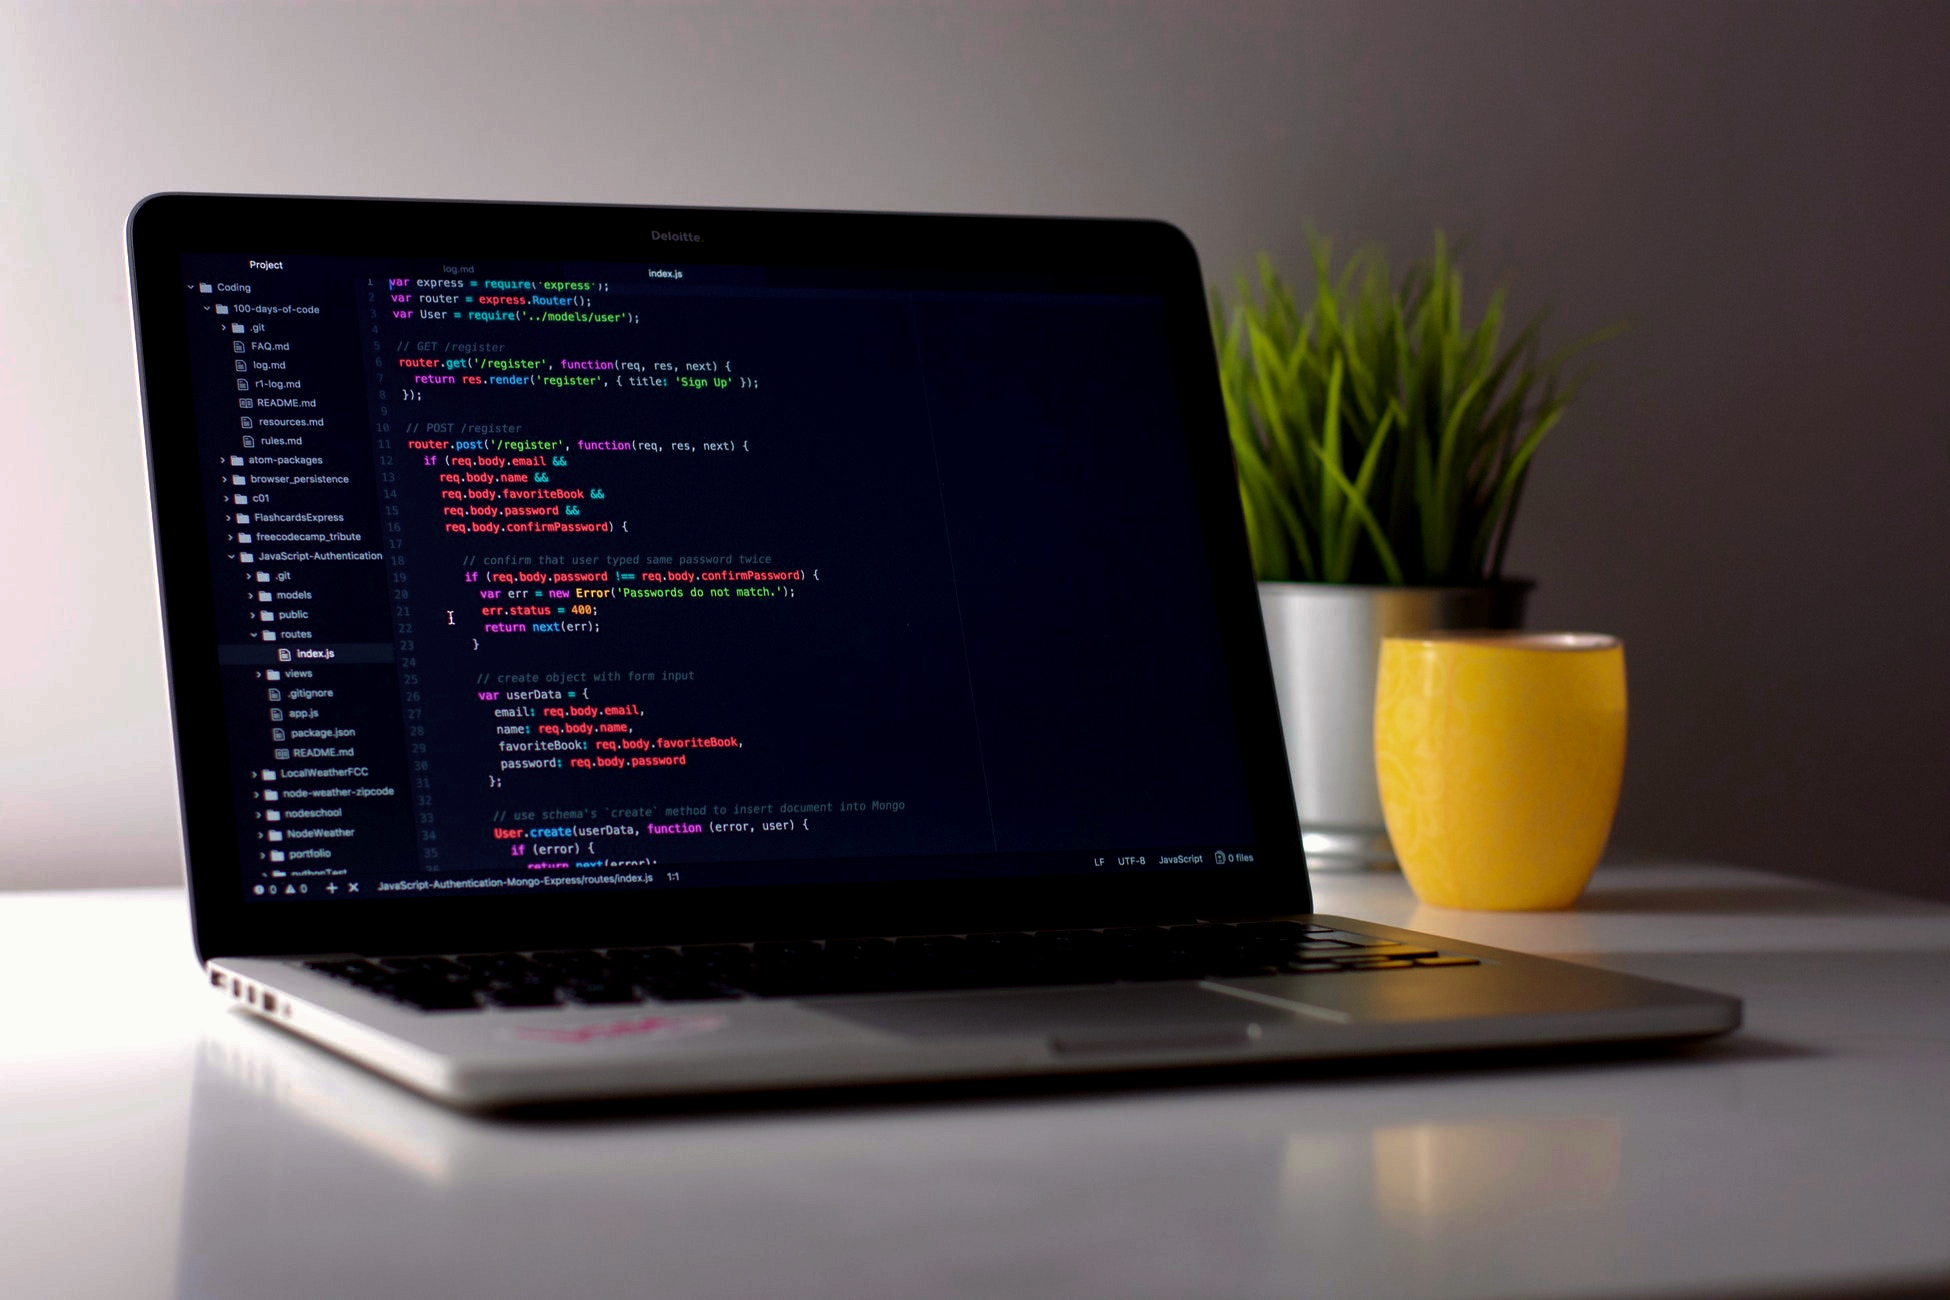 Deloitte.
Project
log.md
index.js
Coding
100-days-of-code
.git
FAQ.md
log.md
r1-log.md
README.md
resources.md
rules.md
atom-packages
browser_persistence
c01
FlashcardsExpress
freecodecamp_tribute
JavaScript-Authentication
.git
models
public
routes
index.js
views
.gitignore
app.js
package.json
README.md
LocalWeatherFCC
node-weather-zipcode
nodeschool
NodeWeather
portfolio
pythonTest
1 var express = require('express');
2 var router = express.Router();
3 var User = require('../models/user');
4
5 // GET /register
6 router.get('/register', function(req, res, next) {
7 return res.render('register', { title: 'Sign Up' });
8 });
9
10 // POST /register
11 router.post('/register', function(req, res, next) {
12 if (req.body.email &&
13 req.body.name &&
14 req.body.favoriteBook &&
15 req.body.password &&
16 req.body.confirmPassword) {
17
18 // confirm that user typed same password twice
19 if (req.body.password !== req.body.confirmPassword) {
20 var err = new Error('Passwords do not match.');
21 err.status = 400;
22 return next(err);
23 }
24
25 // create object with form input
26 var userData = {
27 email: req.body.email,
28 name: req.body.name,
29 favoriteBook: req.body.favoriteBook,
30 password: req.body.password
31 };
32
33 // use schema's `create` method to insert document into Mongo
34 User.create(userData, function (error, user) {
35 if (error) {
36 return next(error);
0 0 JavaScript-Authentication-Mongo-Express/routes/index.js 1:1 LF UTF-8 JavaScript 0 files